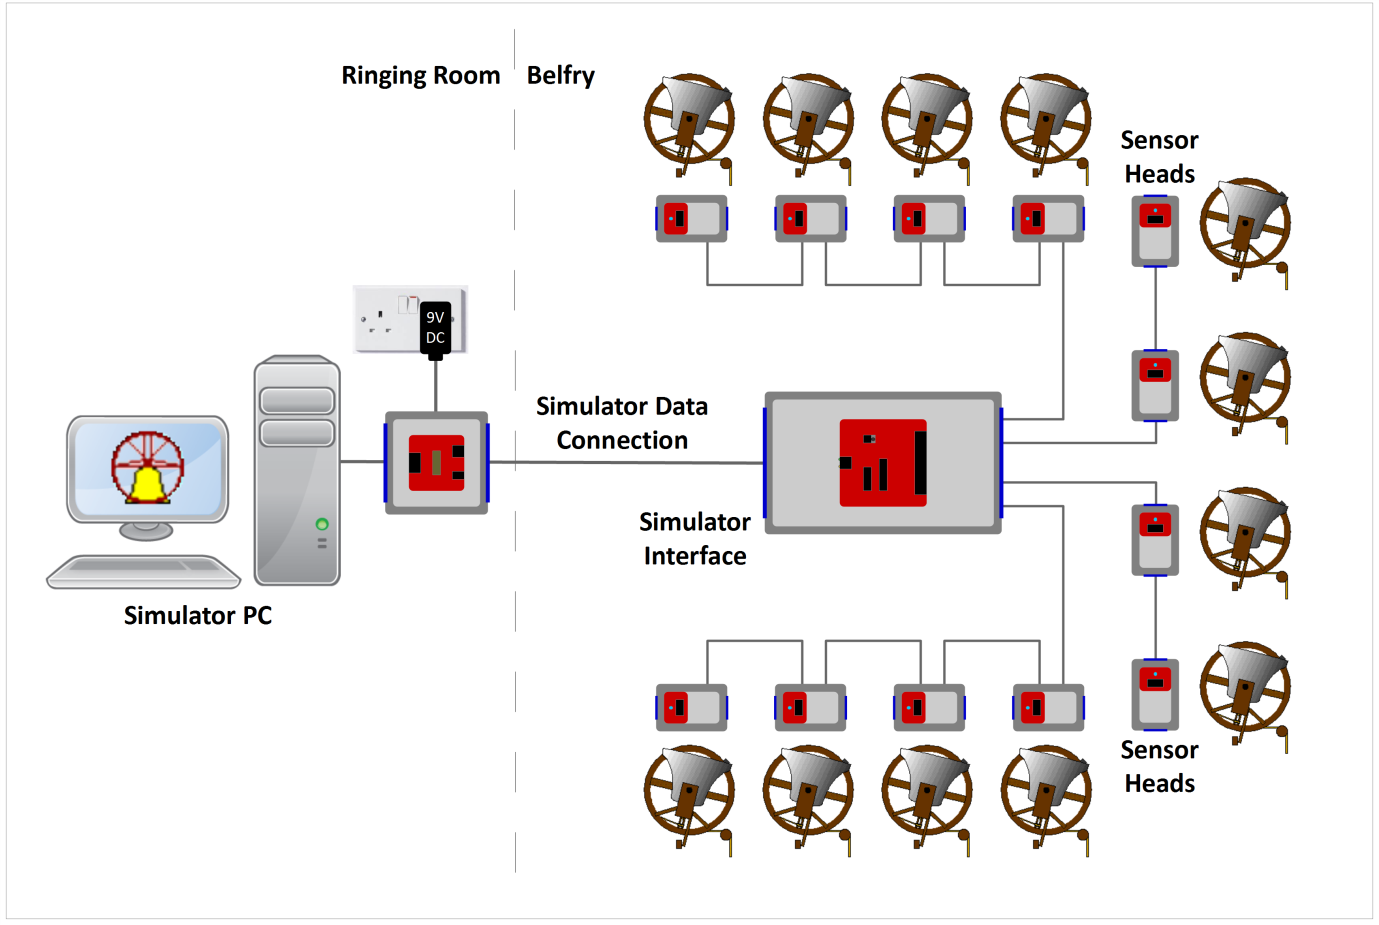 Ringing Room
Belfry
Sensor
Heads
9V
DC
Simulator Data
Connection
Simulator
Interface
Simulator PC
Sensor
Heads